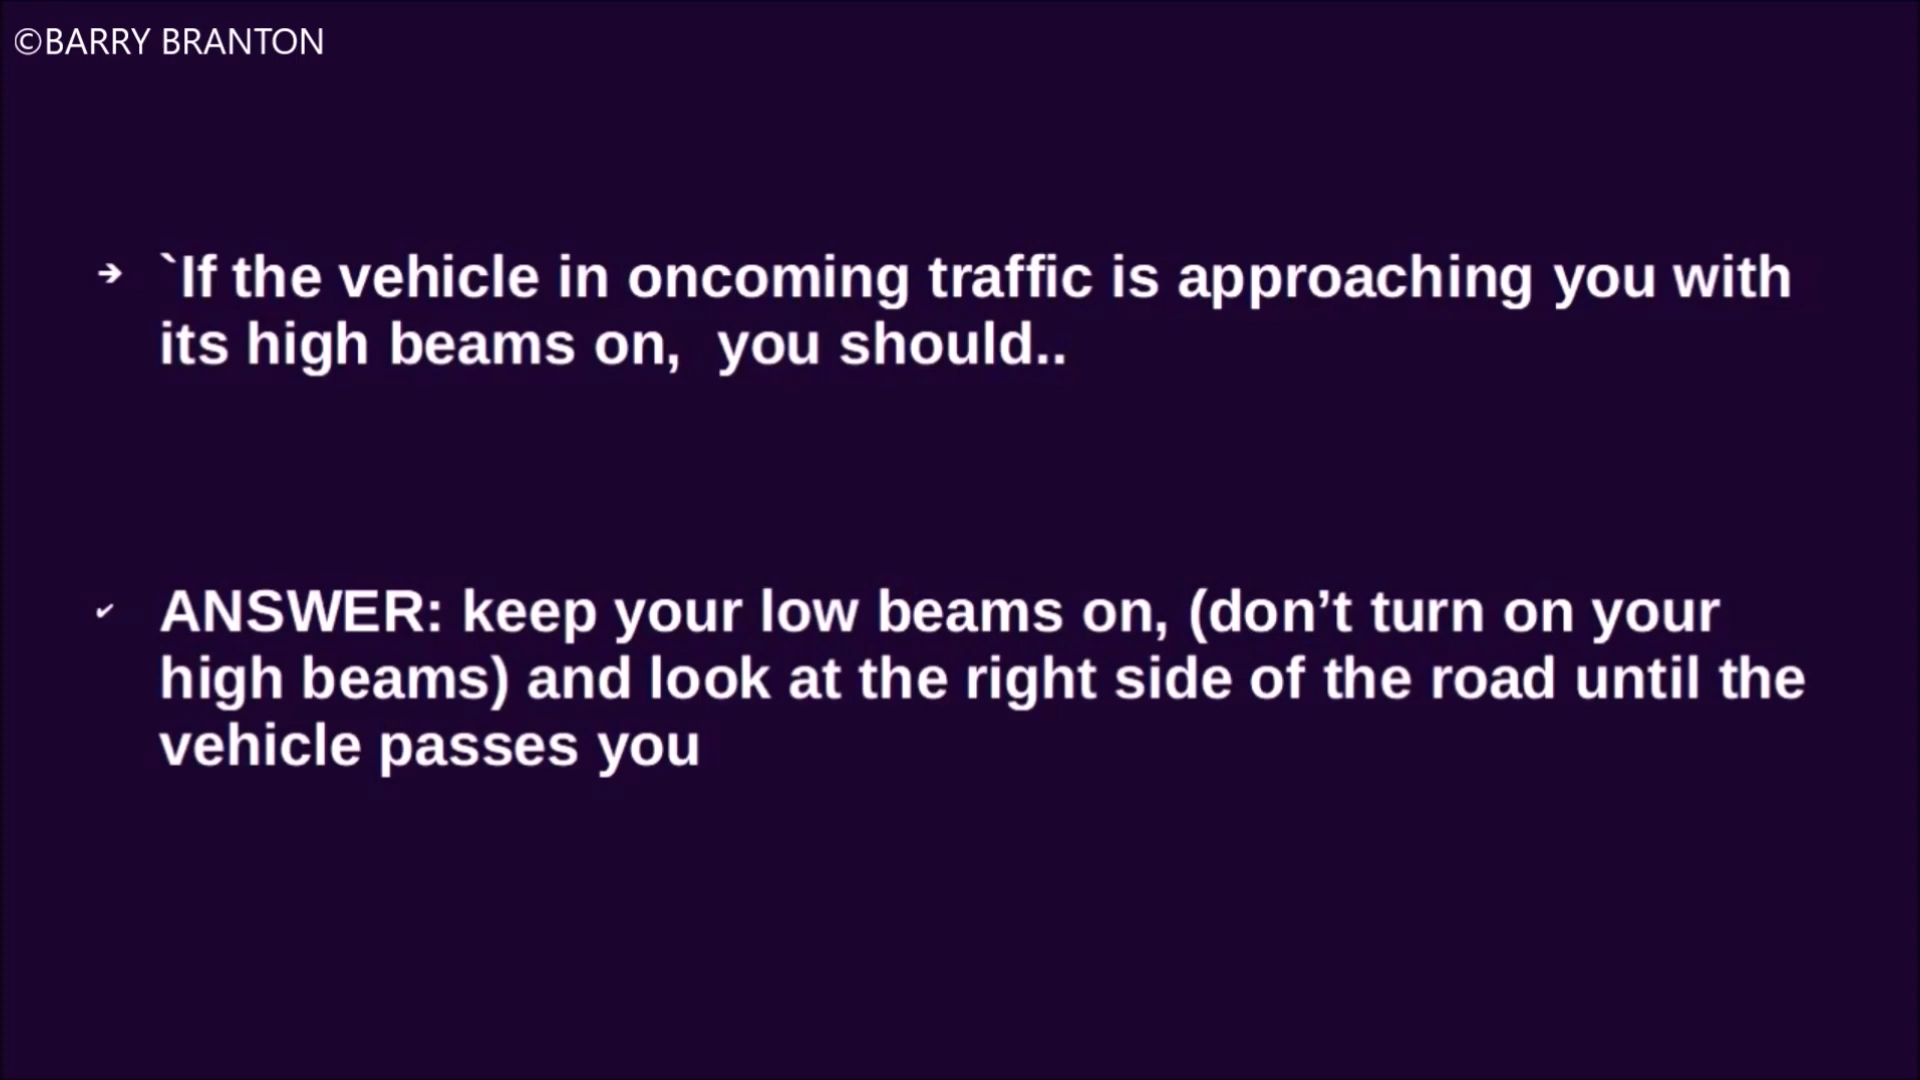 ©BARRY BRANTON
➔ `If the vehicle in oncoming traffic is approaching you with
its high beams on,  you should..
✔ ANSWER: keep your low beams on, (don’t turn on your
high beams) and look at the right side of the road until the
vehicle passes you